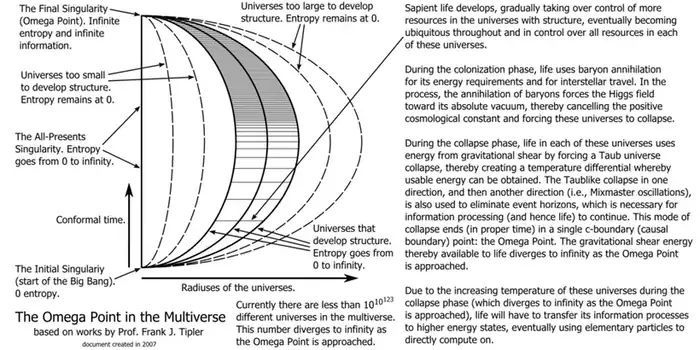 The Final Singularity
(Omega Point). Infinite
entropy and infinite
information.
Universes too large to develop
structure. Entropy remains at 0.
Universes too small
to develop structure.
Entropy remains at 0.
The All-Presents
Singularity. Entropy
goes from 0 to infinity.
Conformal time.
Universes that
develop structure.
Entropy goes from
0 to infinity.
The Initial Singulariy
(start of the Big Bang).
0 entropy.
Radiuses of the universes.
The Omega Point in the Multiverse
based on works by Prof. Frank J. Tipler
document created in 2007
Currently there are less than 10^10^123
different universes in the multiverse.
This number diverges to infinity as
the Omega Point is approached.
Sapient life develops, gradually taking over control of more
resources in the universes with structure, eventually becoming
ubiquitous throughout and in control over all resources in each
of these universes.
During the colonization phase, life uses baryon annihilation
for its energy requirements and for interstellar travel. In the
process, the annihilation of baryons forces the Higgs field
toward its absolute vacuum, thereby cancelling the positive
cosmological constant and forcing these universes to collapse.
During the collapse phase, life in each of these universes uses
energy from gravitational shear by forcing a Taub universe
collapse, thereby creating a temperature differential whereby
usable energy can be obtained. The Taublike collapse in one
direction, and then another direction (i.e., Mixmaster oscillations),
is also used to eliminate event horizons, which is necessary for
information processing (and hence life) to continue. This mode of
collapse ends (in proper time) in a single c-boundary (causal
boundary) point: the Omega Point. The gravitational shear energy
thereby available to life diverges to infinity as the Omega Point
is approached.
Due to the increasing temperature of these universes during the
collapse phase (which diverges to infinity as the Omega Point
is approached), life will have to transfer its information processes
to higher energy states, eventually using elementary particles to
directly compute on.